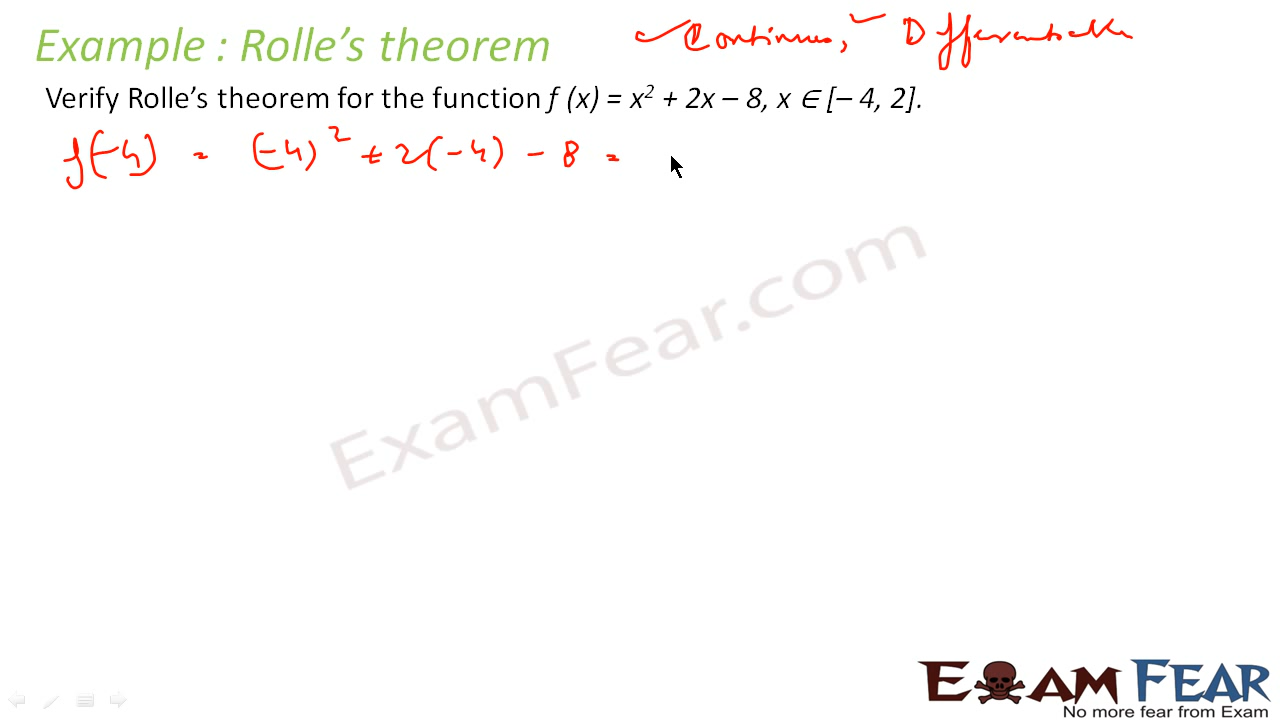 Example : Rolle's theorem
Continuous, Differentiable
Verify Rolle's theorem for the function f (x) = x² + 2x – 8, x ∈ [– 4, 2].
f(-4) = (-4)² + 2(-4) - 8 =
ExamFear.com
EXAM FEAR
No more fear from Exam